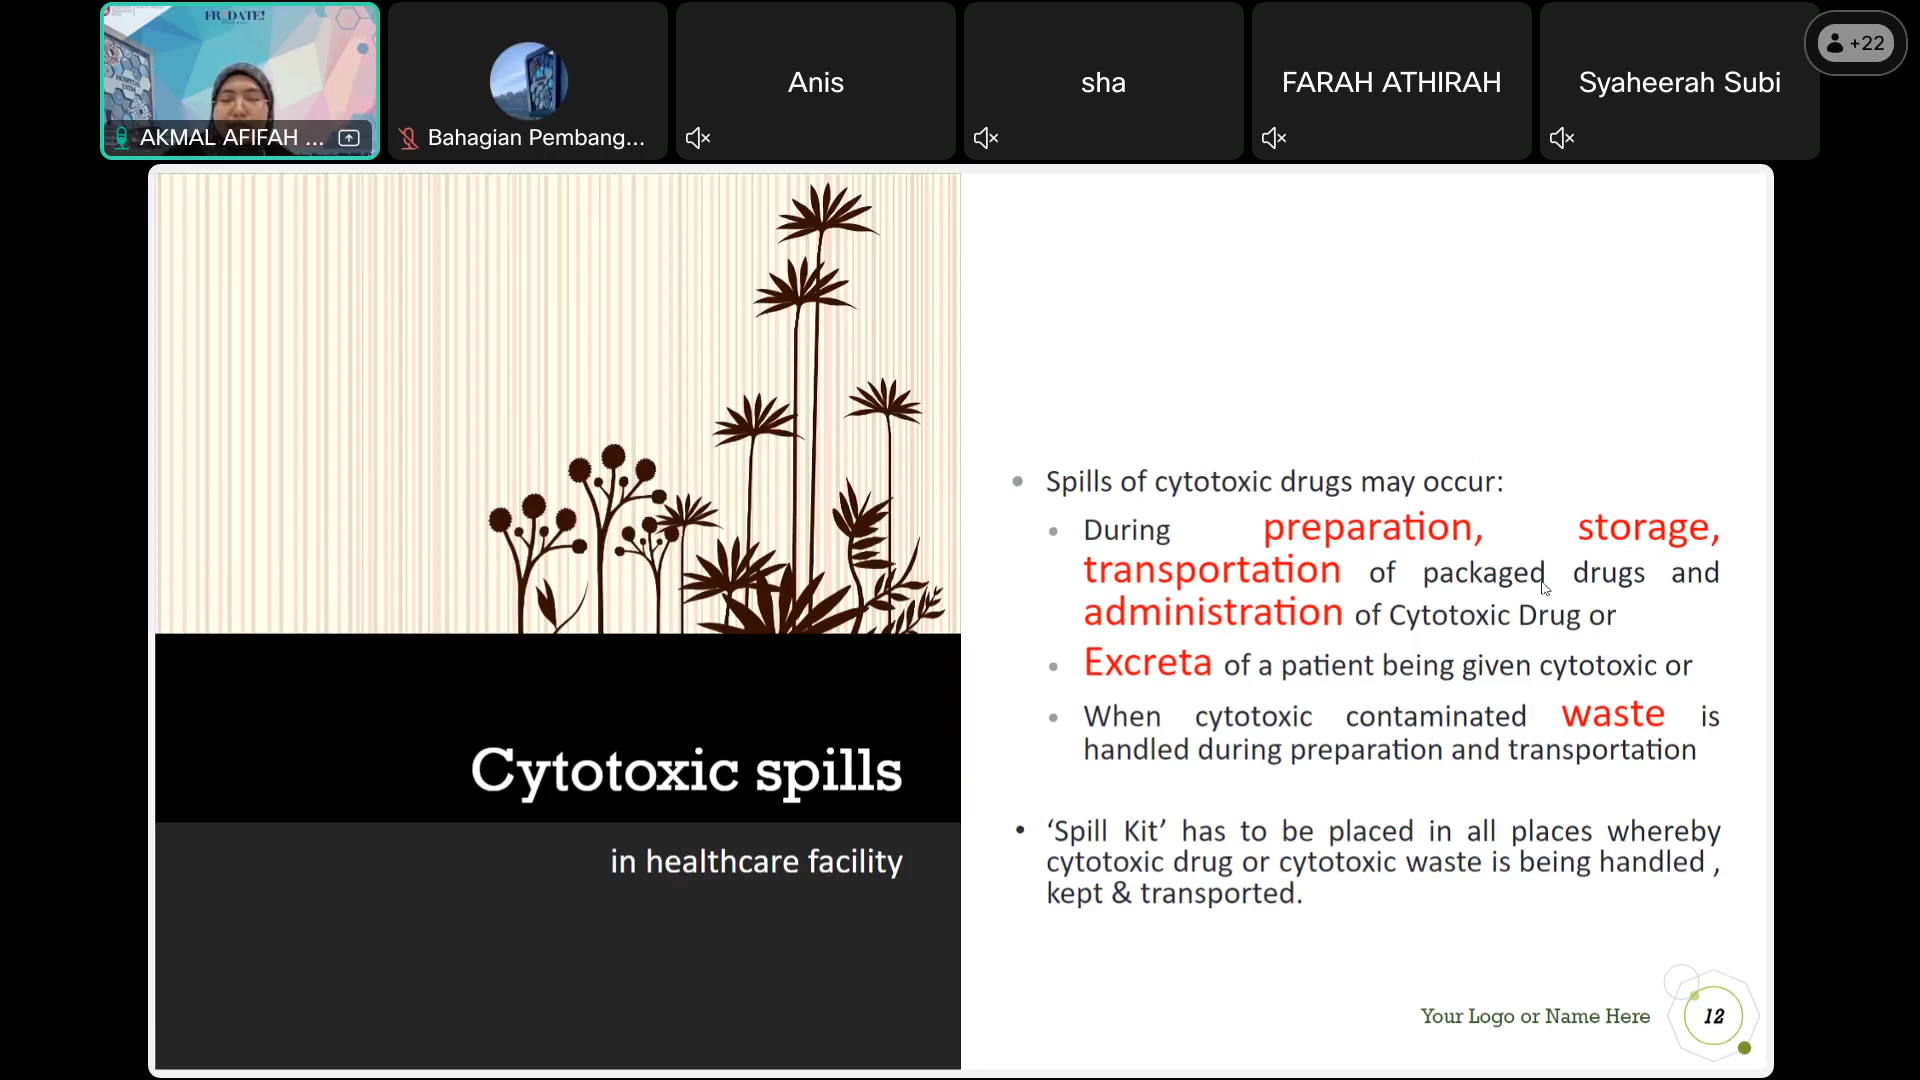 FR_DATE!
HOSPITAL
UiTM
AKMAL AFIFAH ...
Bahagian Pembang...
Anis
sha
FARAH ATHIRAH
Syaheerah Subi
+22
Spills of cytotoxic drugs may occur:
During preparation, storage,
transportation of packaged drugs and
administration of Cytotoxic Drug or
Excreta of a patient being given cytotoxic or
When cytotoxic contaminated waste is
handled during preparation and transportation
Cytotoxic spills
in healthcare facility
‘Spill Kit’ has to be placed in all places whereby
cytotoxic drug or cytotoxic waste is being handled ,
kept & transported.
Your Logo or Name Here
12